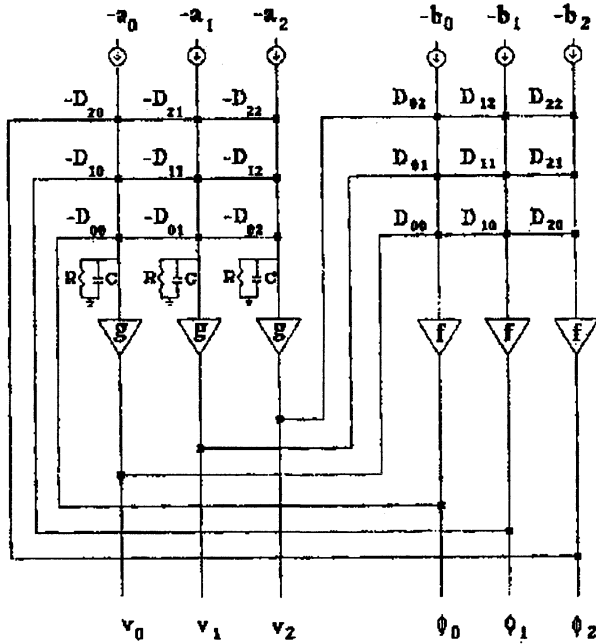 -a₀ -a₁ -a₂ -b₀ -b₁ -b₂
-D₂₀ -D₂₁ -D₂₂ D₀₂ D₁₂ D₂₂
-D₁₀ -D₁₁ -D₁₂ D₀₁ D₁₁ D₂₁
-D₀₀ -D₀₁ -D₀₂ D₀₀ D₁₀ D₂₀
R C R C R C
g g g f f f
v₀ v₁ v₂ ϕ₀ ϕ₁ ϕ₂